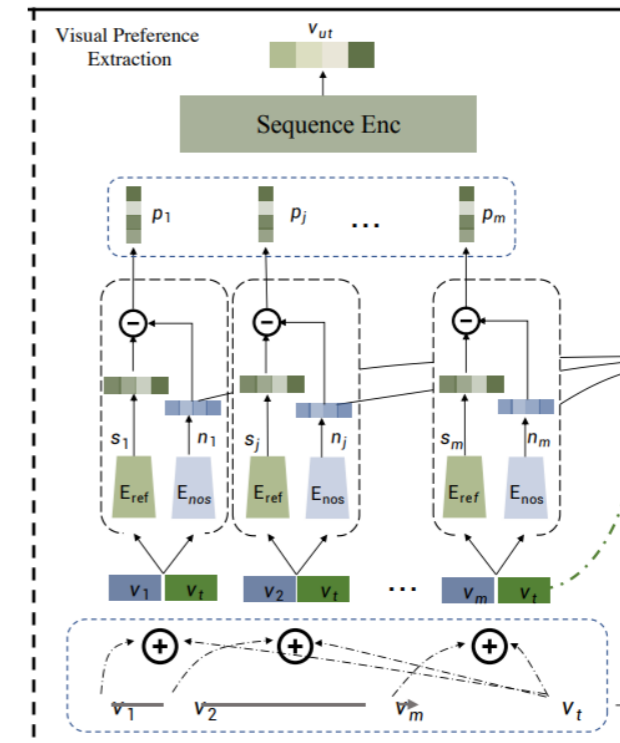 Visual Preference
Extraction
v_ut
Sequence Enc
p_1 p_j ... p_m
− − −
s_1 n_1 s_j n_j s_m n_m
E_ref E_nos E_ref E_nos E_ref E_nos
v_1 v_t v_2 v_t ... v_m v_t
+ + +
v_1 v_2 v_m v_t